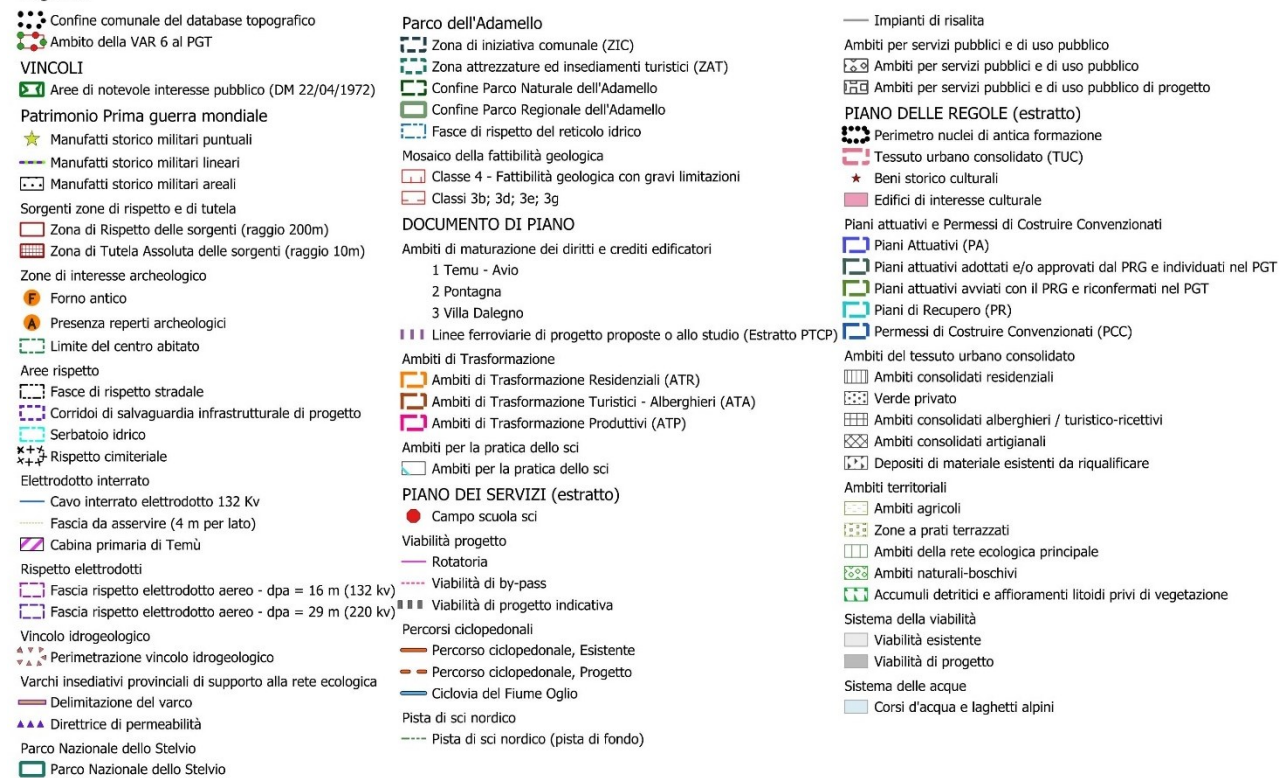 Confine comunale del database topografico
Ambito della VAR 6 al PGT
VINCOLI
Aree di notevole interesse pubblico (DM 22/04/1972)
Patrimonio Prima guerra mondiale
Manufatti storico militari puntuali
Manufatti storico militari lineari
Manufatti storico militari areali
Sorgenti zone di rispetto e di tutela
Zona di Rispetto delle sorgenti (raggio 200m)
Zona di Tutela Assoluta delle sorgenti (raggio 10m)
Zone di interesse archeologico
F Forno antico
A Presenza reperti archeologici
Limite del centro abitato
Aree rispetto
Fasce di rispetto stradale
Corridoi di salvaguardia infrastrutturale di progetto
Serbatoio idrico
Rispetto cimiteriale
Elettrodotto interrato
Cavo interrato elettrodotto 132 Kv
Fascia da asservire (4 m per lato)
Cabina primaria di Temù
Rispetto elettrodotti
Fascia rispetto elettrodotto aereo - dpa = 16 m (132 kv)
Fascia rispetto elettrodotto aereo - dpa = 29 m (220 kv)
Vincolo idrogeologico
Perimetrazione vincolo idrogeologico
Varchi insediativi provinciali di supporto alla rete ecologica
Delimitazione del varco
Direttrice di permeabilità
Parco Nazionale dello Stelvio
Parco Nazionale dello Stelvio
Parco dell'Adamello
Zona di iniziativa comunale (ZIC)
Zona attrezzature ed insediamenti turistici (ZAT)
Confine Parco Naturale dell'Adamello
Confine Parco Regionale dell'Adamello
Fasce di rispetto del reticolo idrico
Mosaico della fattibilità geologica
Classe 4 - Fattibilità geologica con gravi limitazioni
Classi 3b; 3d; 3e; 3g
DOCUMENTO DI PIANO
Ambiti di maturazione dei diritti e crediti edificatori
1 Temu - Avio
2 Pontagna
3 Villa Dalegno
Linee ferroviarie di progetto proposte o allo studio (Estratto PTCP)
Ambiti di Trasformazione
Ambiti di Trasformazione Residenziali (ATR)
Ambiti di Trasformazione Turistici - Alberghieri (ATA)
Ambiti di Trasformazione Produttivi (ATP)
Ambiti per la pratica dello sci
Ambiti per la pratica dello sci
PIANO DEI SERVIZI (estratto)
Campo scuola sci
Viabilità progetto
Rotatoria
Viabilità di by-pass
Viabilità di progetto indicativa
Percorsi ciclopedonali
Percorso ciclopedonale, Esistente
Percorso ciclopedonale, Progetto
Ciclovia del Fiume Oglio
Pista di sci nordico
Pista di sci nordico (pista di fondo)
Impianti di risalita
Ambiti per servizi pubblici e di uso pubblico
Ambiti per servizi pubblici e di uso pubblico
Ambiti per servizi pubblici e di uso pubblico di progetto
PIANO DELLE REGOLE (estratto)
Perimetro nuclei di antica formazione
Tessuto urbano consolidato (TUC)
Beni storico culturali
Edifici di interesse culturale
Piani attuativi e Permessi di Costruire Convenzionati
Piani Attuativi (PA)
Piani attuativi adottati e/o approvati dal PRG e individuati nel PGT
Piani attuativi avviati con il PRG e riconfermati nel PGT
Piani di Recupero (PR)
Permessi di Costruire Convenzionati (PCC)
Ambiti del tessuto urbano consolidato
Ambiti consolidati residenziali
Verde privato
Ambiti consolidati alberghieri / turistico-ricettivi
Ambiti consolidati artigianali
Depositi di materiale esistenti da riqualificare
Ambiti territoriali
Ambiti agricoli
Zone a prati terrazzati
Ambiti della rete ecologica principale
Ambiti naturali-boschivi
Accumuli detritici e affioramenti litoidi privi di vegetazione
Sistema della viabilità
Viabilità esistente
Viabilità di progetto
Sistema delle acque
Corsi d'acqua e laghetti alpini